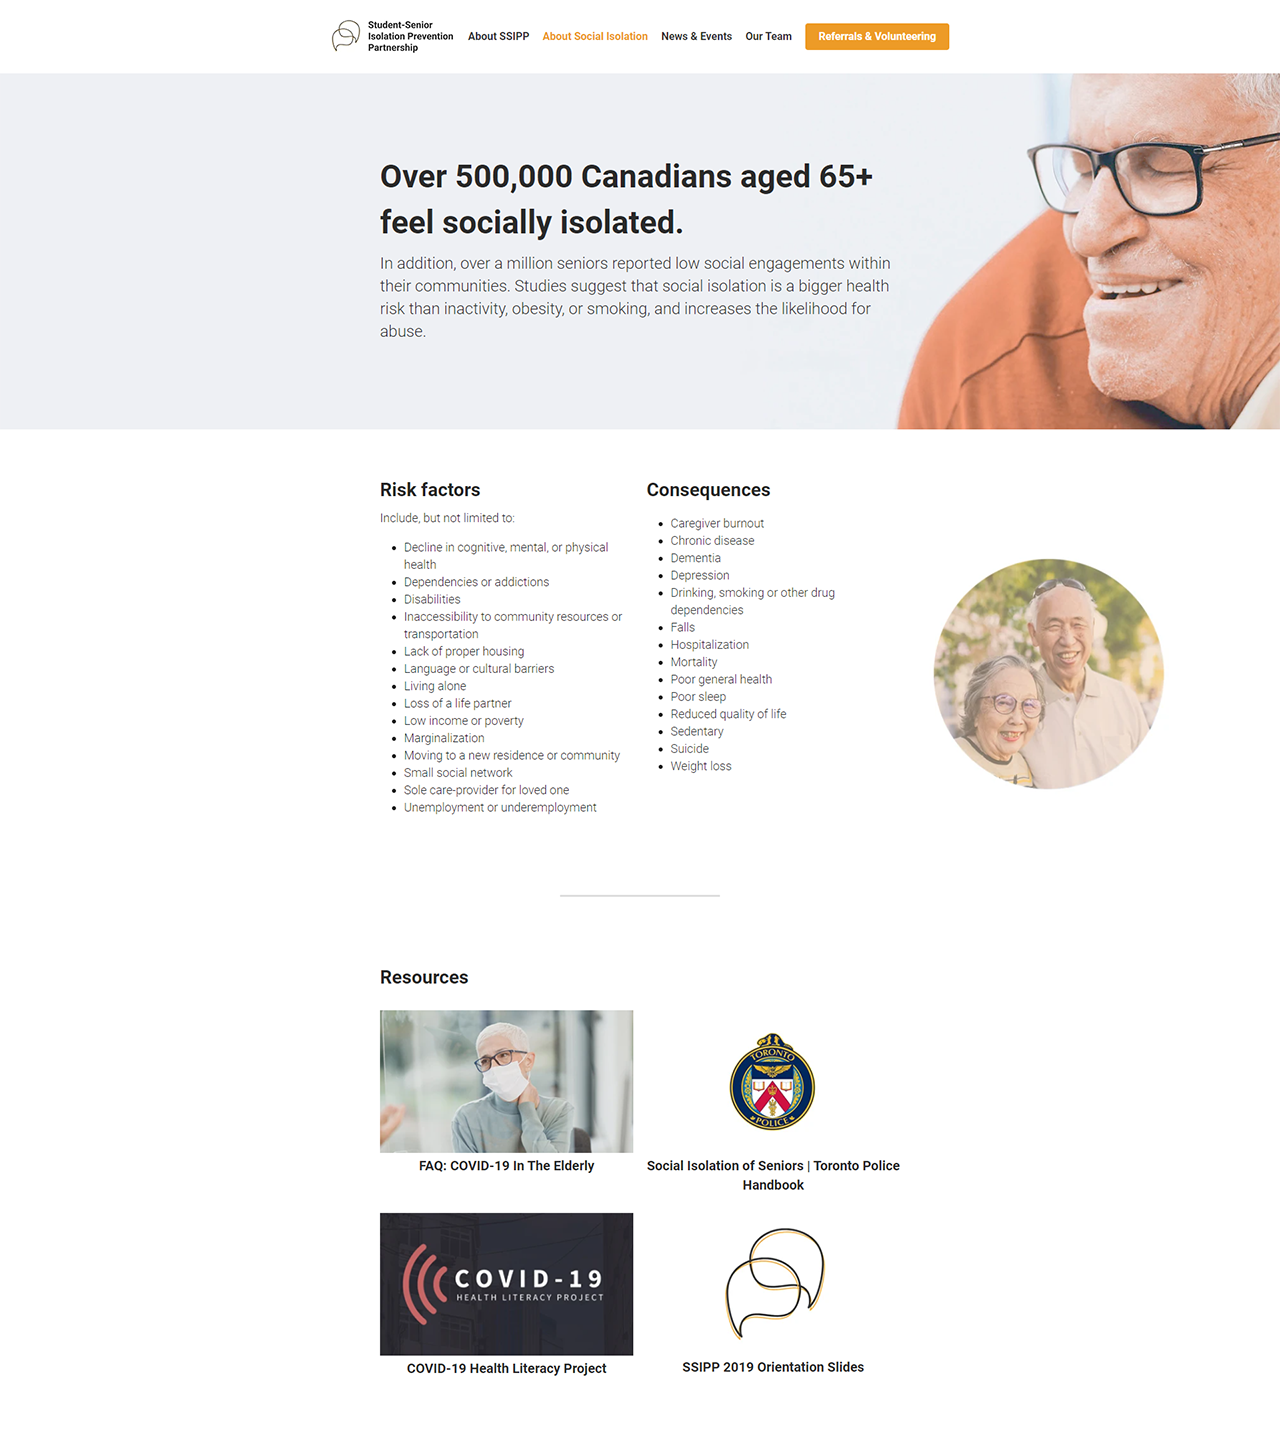 Student-Senior
Isolation Prevention
Partnership
About SSIPP
About Social Isolation
News & Events
Our Team
Referrals & Volunteering
Over 500,000 Canadians aged 65+
feel socially isolated.
In addition, over a million seniors reported low social engagements within
their communities. Studies suggest that social isolation is a bigger health
risk than inactivity, obesity, or smoking, and increases the likelihood for
abuse.
Risk factors
Include, but not limited to:
Decline in cognitive, mental, or physical
health
Dependencies or addictions
Disabilities
Inaccessibility to community resources or
transportation
Lack of proper housing
Language or cultural barriers
Living alone
Loss of a life partner
Low income or poverty
Marginalization
Moving to a new residence or community
Small social network
Sole care-provider for loved one
Unemployment or underemployment
Consequences
Caregiver burnout
Chronic disease
Dementia
Depression
Drinking, smoking or other drug
dependencies
Falls
Hospitalization
Mortality
Poor general health
Poor sleep
Reduced quality of life
Sedentary
Suicide
Weight loss
Resources
FAQ: COVID-19 In The Elderly
TORONTO
POLICE
Social Isolation of Seniors | Toronto Police
Handbook
COVID-19
HEALTH LITERACY PROJECT
COVID-19 Health Literacy Project
SSIPP 2019 Orientation Slides